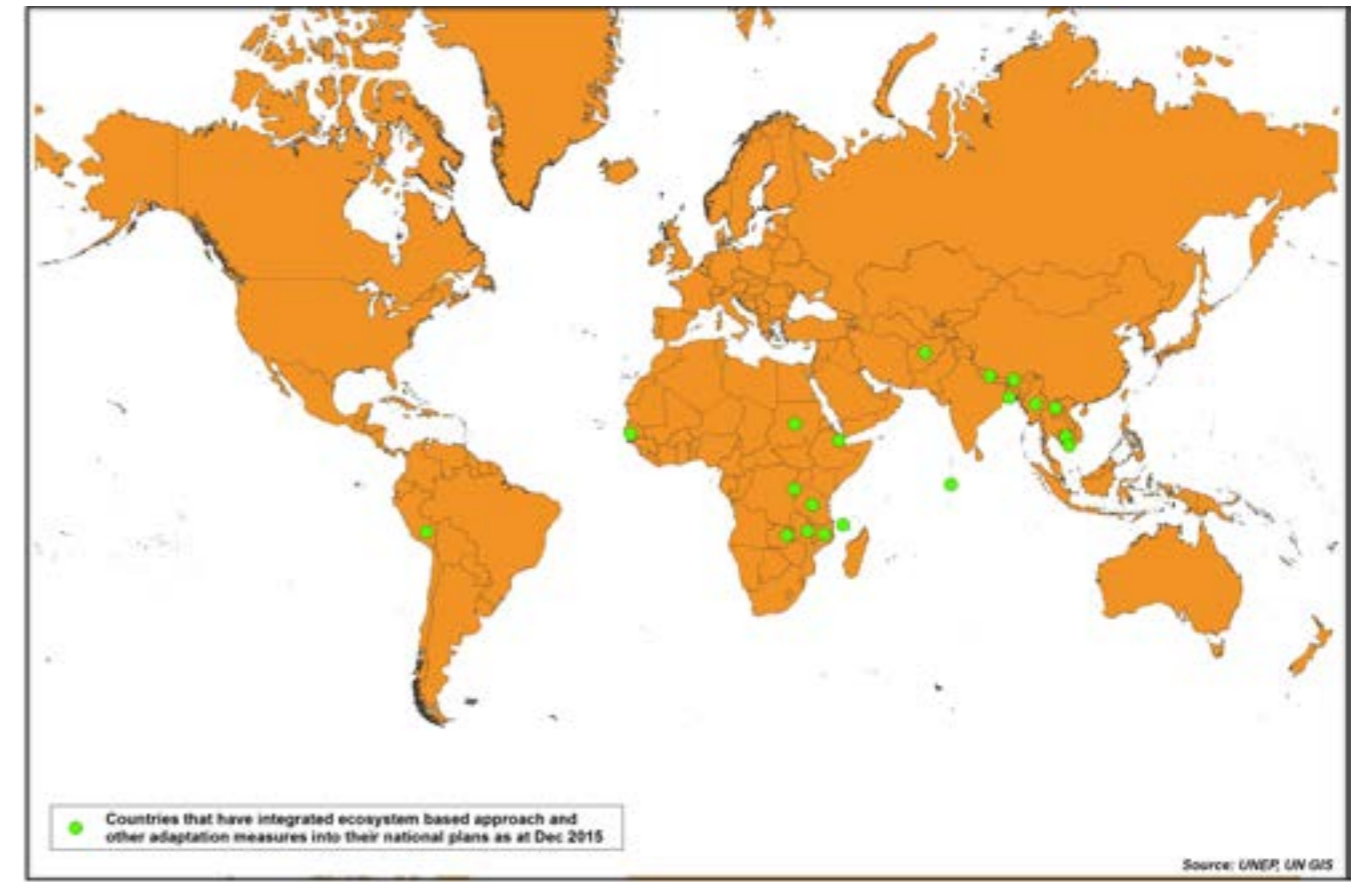 Countries that have integrated ecosystem based approach and
other adaptation measures into their national plans as at Dec 2015
Source: UNEP, UN GIS